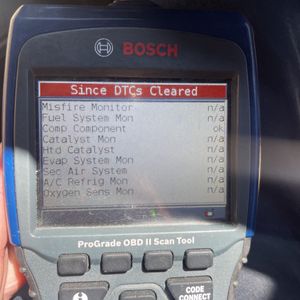 BOSCH
Since DTCs Cleared
Misfire Monitor n/a
Fuel System Mon n/a
Comp Component ok
Catalyst Mon n/a
Htd Catalyst n/a
Evap System Mon n/a
Sec Air System n/a
A/C Refrig Mon n/a
Oxygen Sens Mon n/a
ProGrade OBD II Scan Tool
CODE
CONNECT